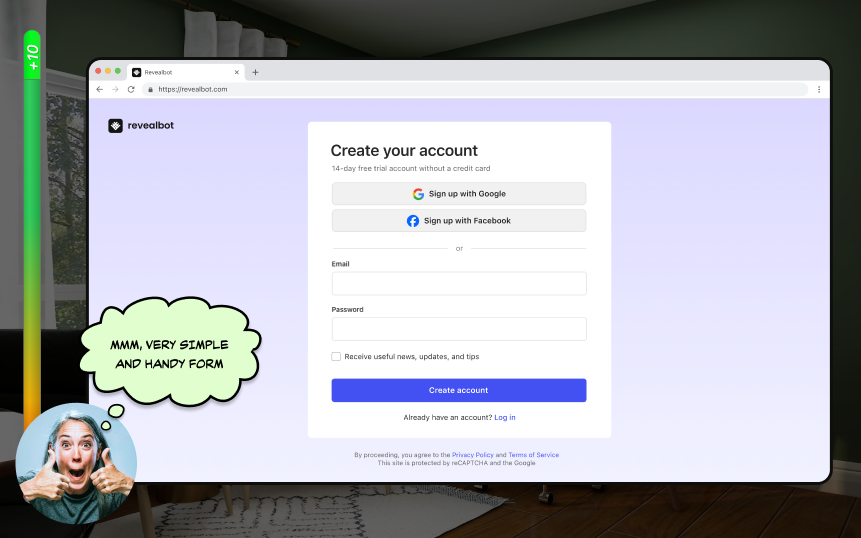 +10
Revealbot
https://revealbot.com
revealbot
Create your account
14-day free trial account without a credit card
Sign up with Google
Sign up with Facebook
or
Email
Password
Receive useful news, updates, and tips
Create account
Already have an account? Log in
By proceeding, you agree to the Privacy Policy and Terms of Service
This site is protected by reCAPTCHA and the Google
MMM, VERY SIMPLE
AND HANDY FORM